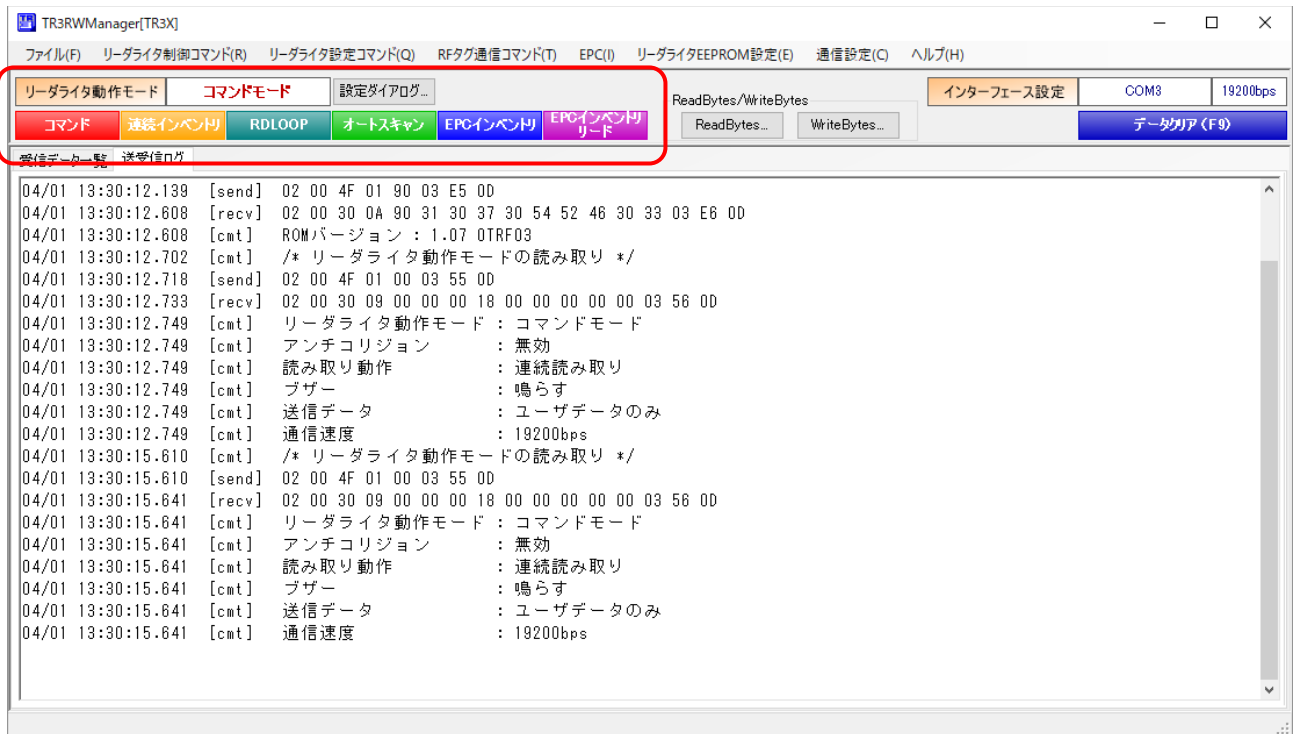 TR3RWManager[TR3X]
ファイル(F) リーダライタ制御コマンド(R) リーダライタ設定コマンド(Q) RFタグ通信コマンド(T) EPC(I) リーダライタEEPROM設定(E) 通信設定(C) ヘルプ(H)
リーダライタ動作モード コマンドモード 設定ダイアログ... ReadBytes/WriteBytes インターフェース設定 COM3 19200bps
コマンド 連続インベントリ RDLOOP オートスキャン EPCインベントリ EPCインベントリリード ReadBytes... WriteBytes... データクリア(F9)
受信データ一覧 送受信ログ
04/01 13:30:12.139 [send] 02 00 4F 01 90 03 E5 0D
04/01 13:30:12.608 [recv] 02 00 30 0A 90 31 30 37 30 54 52 46 30 33 03 E6 0D
04/01 13:30:12.608 [cmt] ROMバージョン : 1.07 0TRF03
04/01 13:30:12.702 [cmt] /* リーダライタ動作モードの読み取り */
04/01 13:30:12.718 [send] 02 00 4F 01 00 03 55 0D
04/01 13:30:12.733 [recv] 02 00 30 09 00 00 00 18 00 00 00 00 00 03 56 0D
04/01 13:30:12.749 [cmt] リーダライタ動作モード : コマンドモード
04/01 13:30:12.749 [cmt] アンチコリジョン : 無効
04/01 13:30:12.749 [cmt] 読み取り動作 : 連続読み取り
04/01 13:30:12.749 [cmt] ブザー : 鳴らす
04/01 13:30:12.749 [cmt] 送信データ : ユーザデータのみ
04/01 13:30:12.749 [cmt] 通信速度 : 19200bps
04/01 13:30:15.610 [cmt] /* リーダライタ動作モードの読み取り */
04/01 13:30:15.610 [send] 02 00 4F 01 00 03 55 0D
04/01 13:30:15.641 [recv] 02 00 30 09 00 00 00 18 00 00 00 00 00 03 56 0D
04/01 13:30:15.641 [cmt] リーダライタ動作モード : コマンドモード
04/01 13:30:15.641 [cmt] アンチコリジョン : 無効
04/01 13:30:15.641 [cmt] 読み取り動作 : 連続読み取り
04/01 13:30:15.641 [cmt] ブザー : 鳴らす
04/01 13:30:15.641 [cmt] 送信データ : ユーザデータのみ
04/01 13:30:15.641 [cmt] 通信速度 : 19200bps